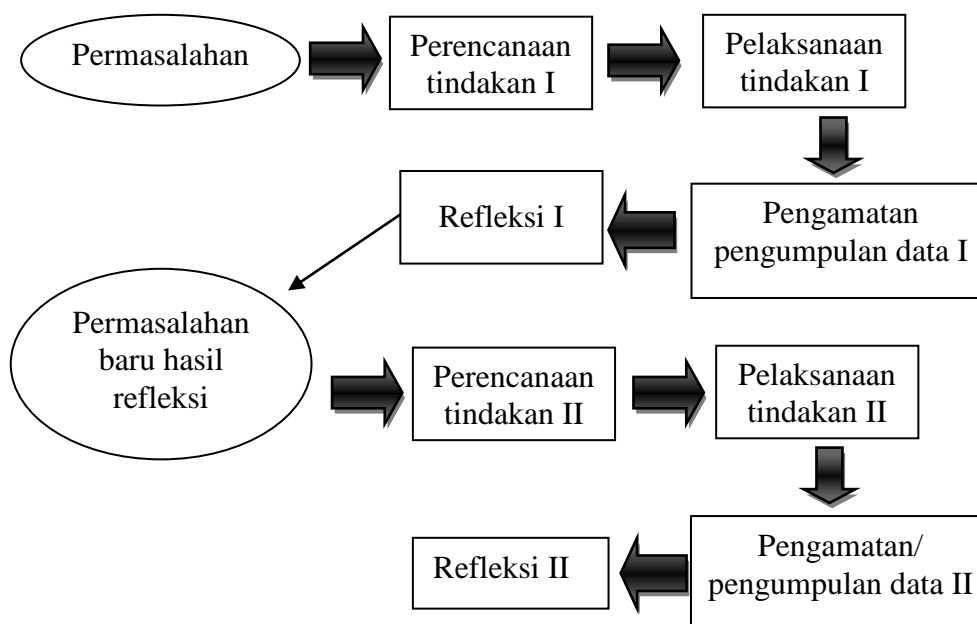 Permasalahan
Perencanaan
tindakan I
Pelaksanaan
tindakan I
Pengamatan
pengumpulan data I
Refleksi I
Permasalahan
baru hasil
refleksi
Perencanaan
tindakan II
Pelaksanaan
tindakan II
Pengamatan/
pengumpulan data II
Refleksi II